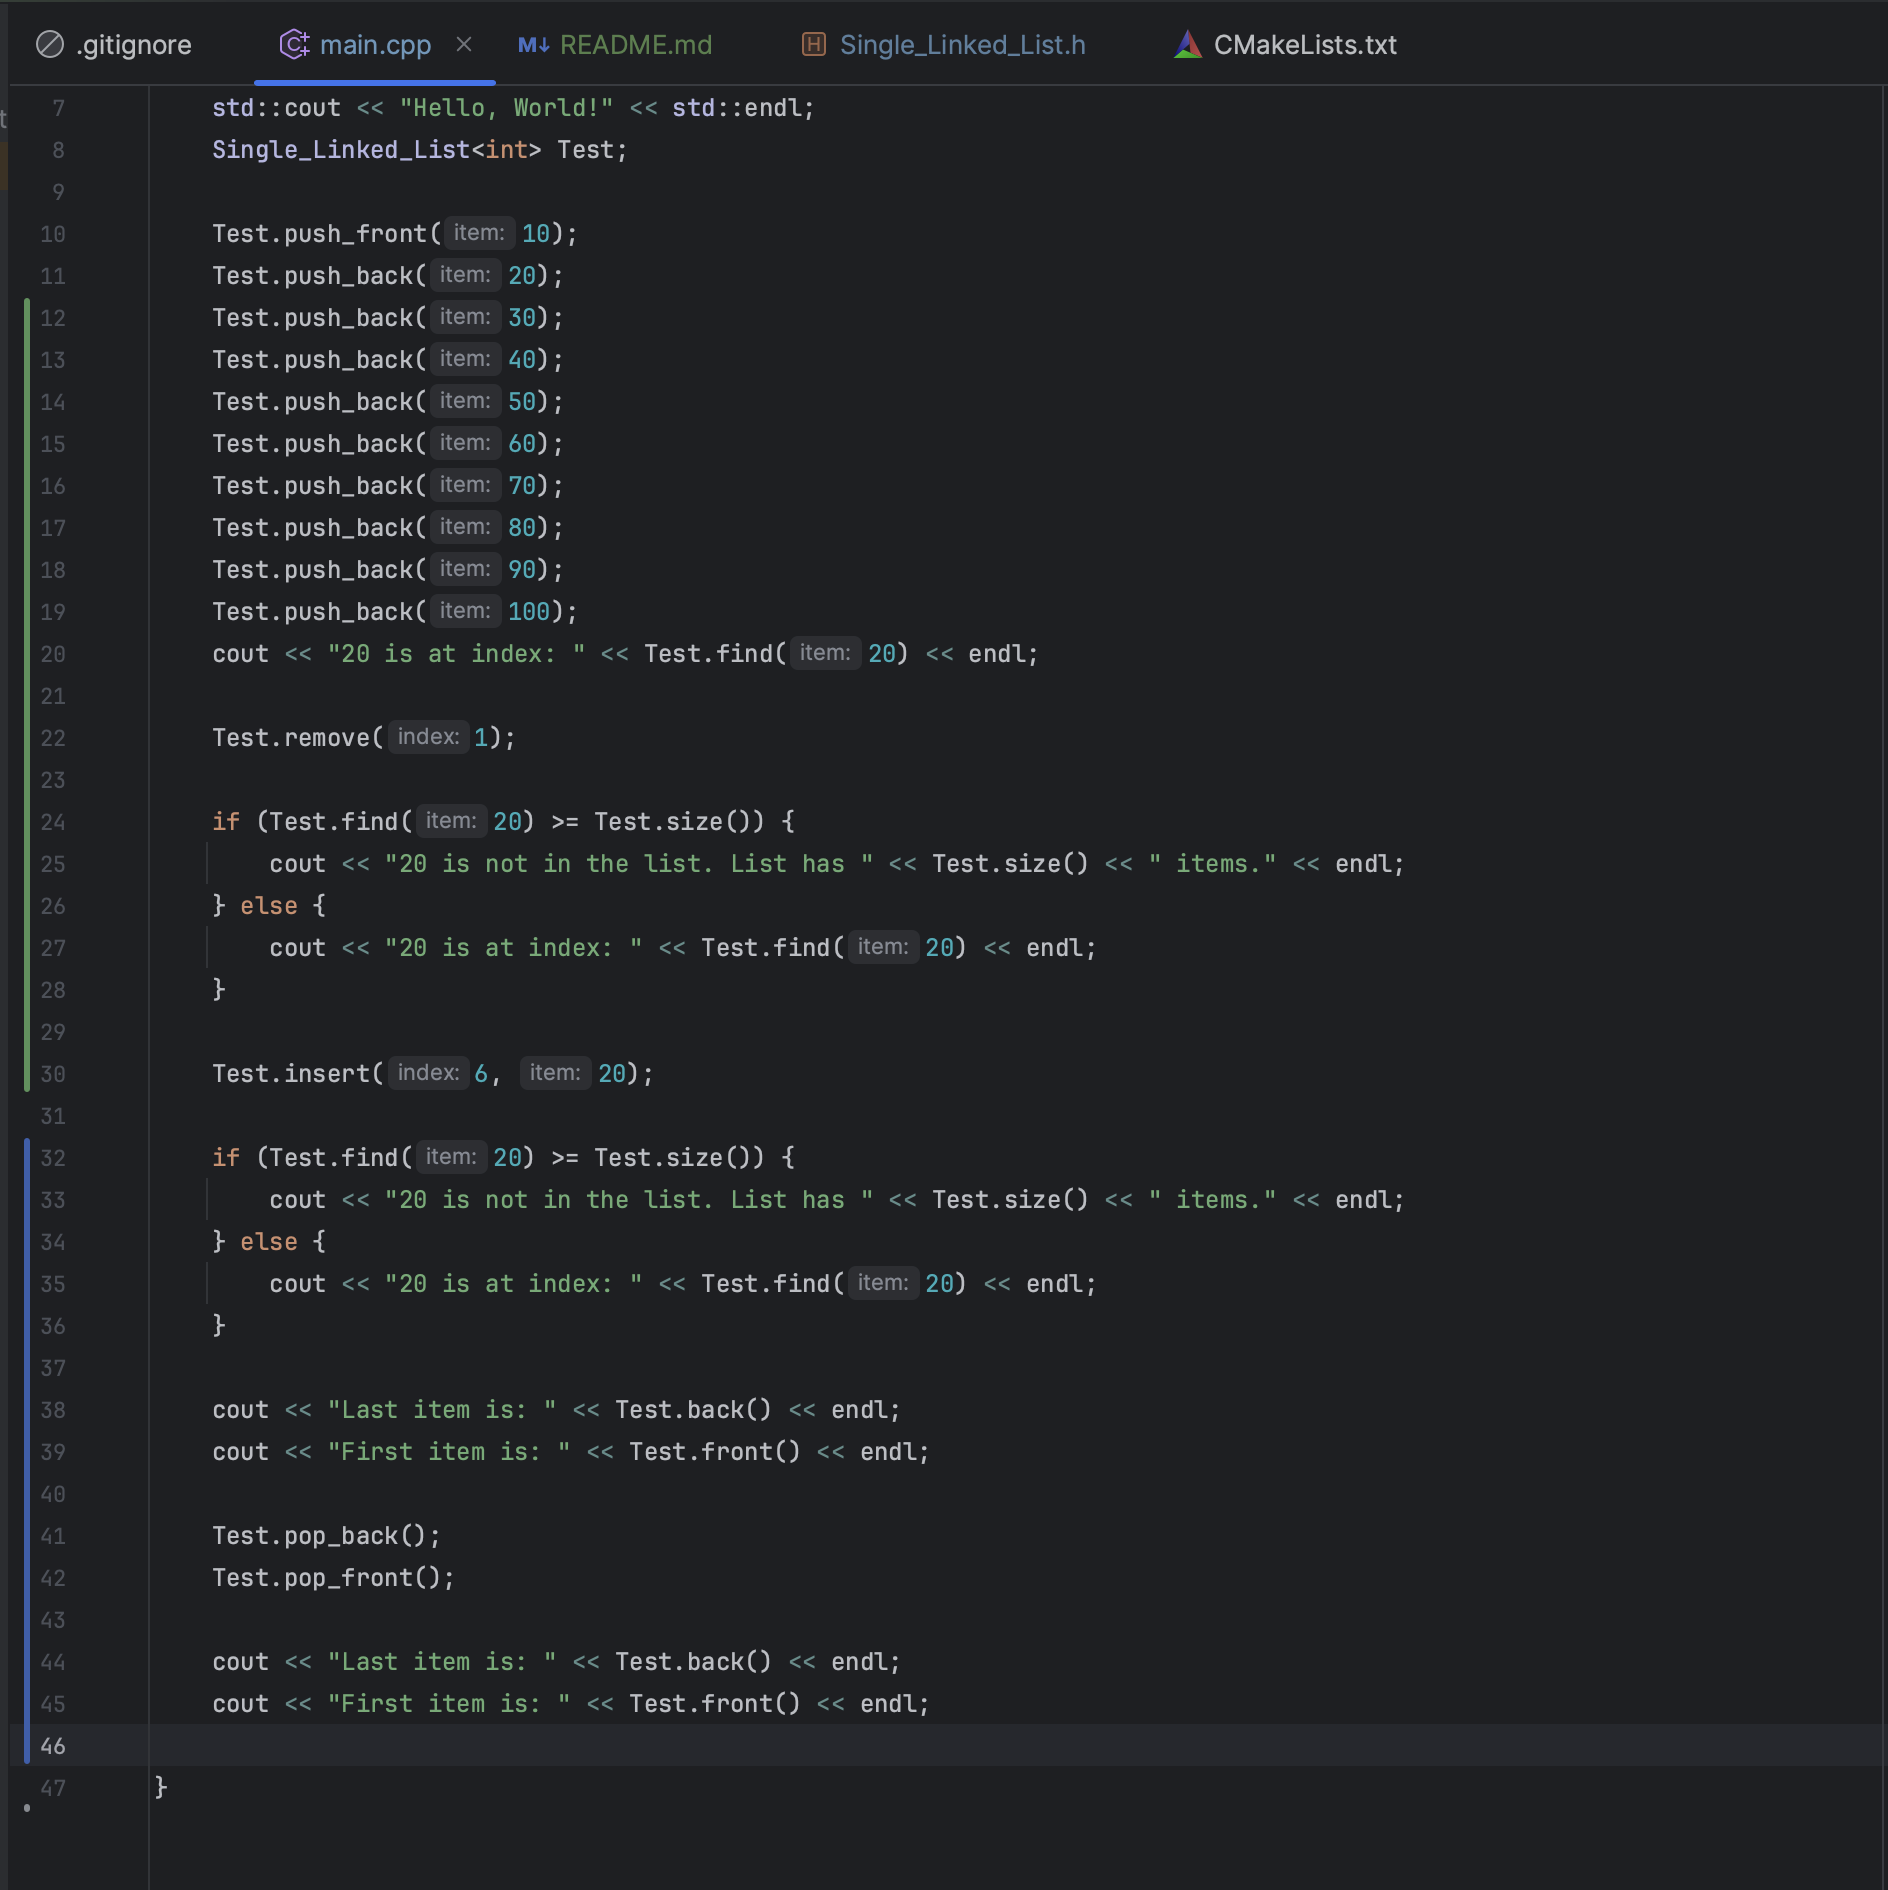 .gitignore main.cpp README.md Single_Linked_List.h CMakeLists.txt
7 std::cout << "Hello, World!" << std::endl;
8 Single_Linked_List<int> Test;
9
10 Test.push_front( item: 10);
11 Test.push_back( item: 20);
12 Test.push_back( item: 30);
13 Test.push_back( item: 40);
14 Test.push_back( item: 50);
15 Test.push_back( item: 60);
16 Test.push_back( item: 70);
17 Test.push_back( item: 80);
18 Test.push_back( item: 90);
19 Test.push_back( item: 100);
20 cout << "20 is at index: " << Test.find( item: 20) << endl;
21
22 Test.remove( index: 1);
23
24 if (Test.find( item: 20) >= Test.size()) {
25 cout << "20 is not in the list. List has " << Test.size() << " items." << endl;
26 } else {
27 cout << "20 is at index: " << Test.find( item: 20) << endl;
28 }
29
30 Test.insert( index: 6, item: 20);
31
32 if (Test.find( item: 20) >= Test.size()) {
33 cout << "20 is not in the list. List has " << Test.size() << " items." << endl;
34 } else {
35 cout << "20 is at index: " << Test.find( item: 20) << endl;
36 }
37
38 cout << "Last item is: " << Test.back() << endl;
39 cout << "First item is: " << Test.front() << endl;
40
41 Test.pop_back();
42 Test.pop_front();
43
44 cout << "Last item is: " << Test.back() << endl;
45 cout << "First item is: " << Test.front() << endl;
46
47 }